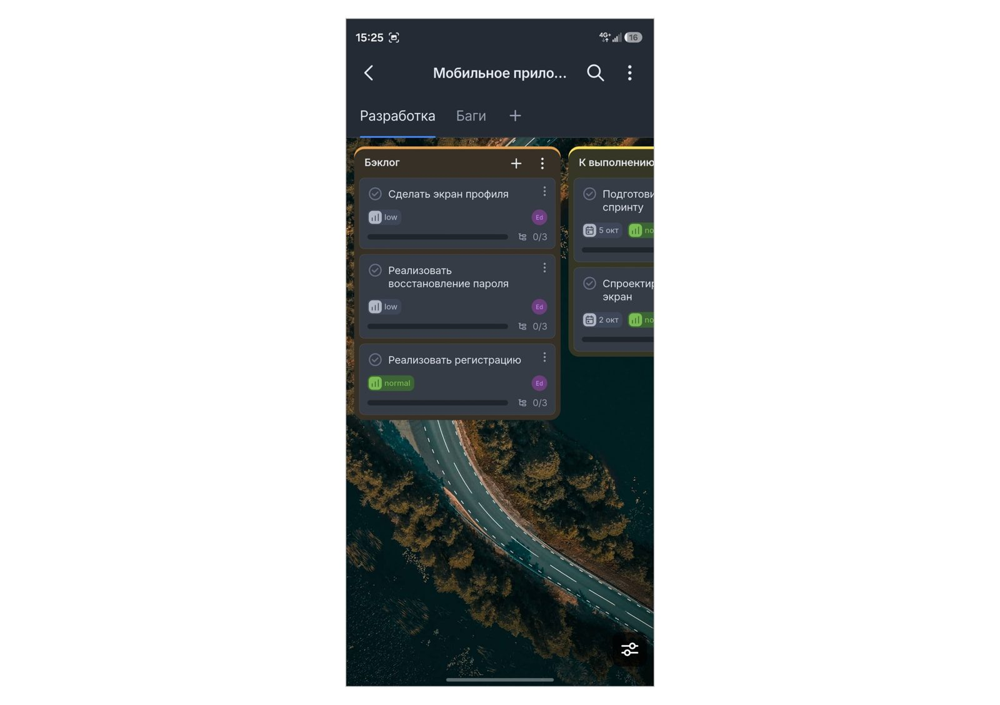 15:25 4G+ 16
Мобильное прило...
Разработка Баги
Бэклог
Сделать экран профиля
low Ed
0/3
Реализовать
восстановление пароля
low Ed
0/3
Реализовать регистрацию
normal Ed
0/3
К выполнению
Подготови
спринту
5 окт no
Спроектир
экран
2 окт no